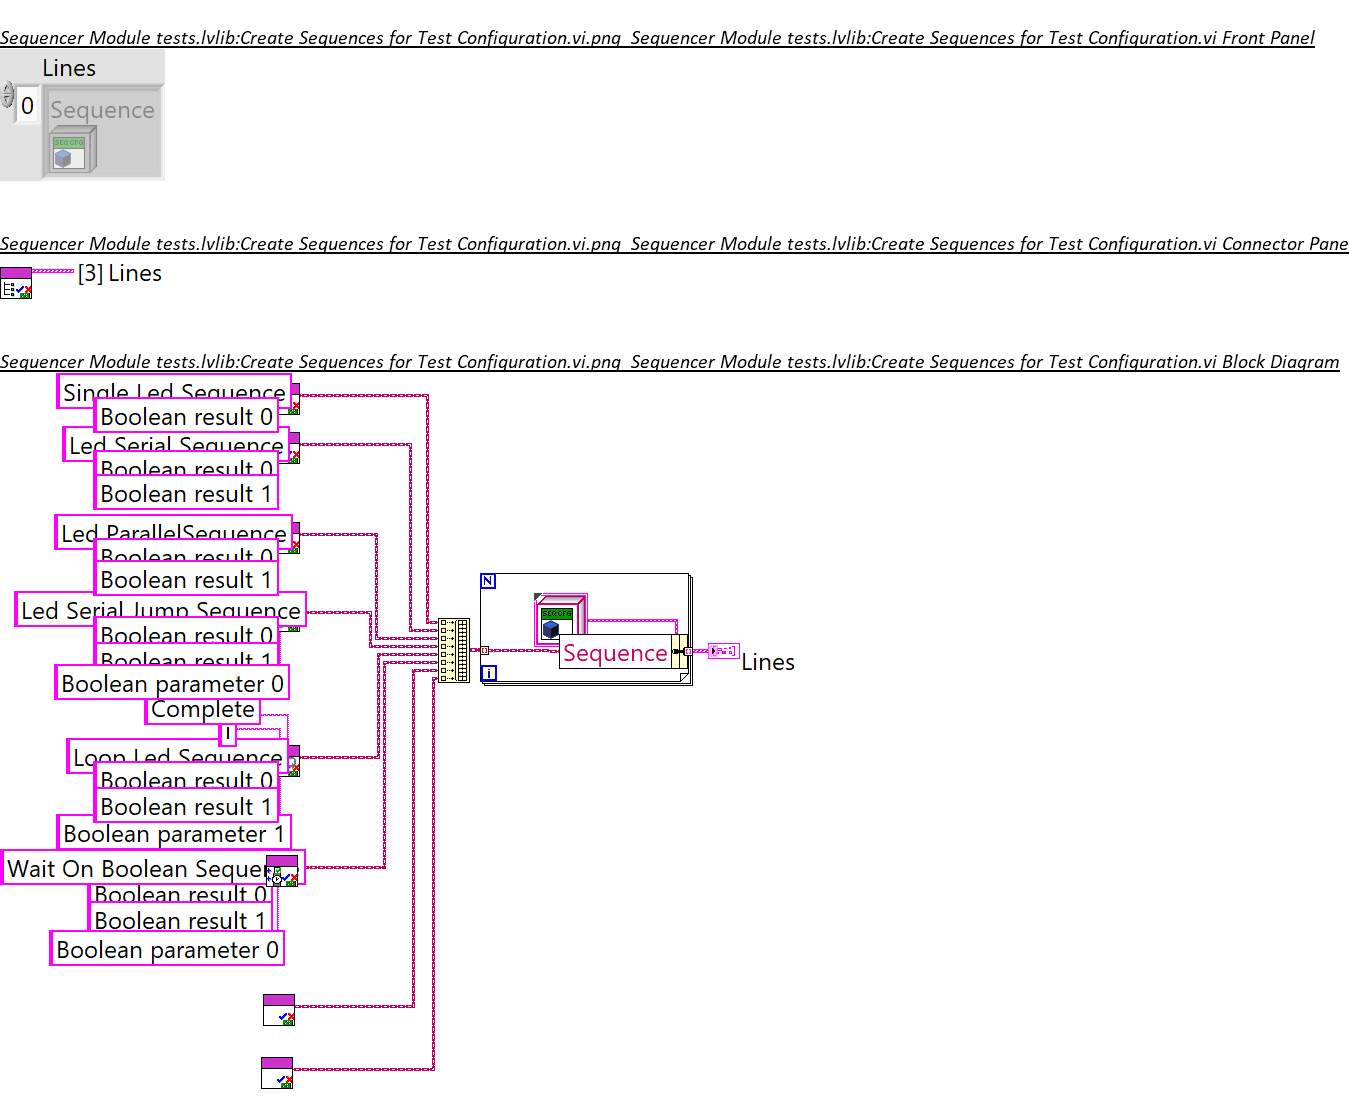 Sequencer Module tests.lvlib:Create Sequences for Test Configuration.vi.png Sequencer Module tests.lvlib:Create Sequences for Test Configuration.vi Front Panel
Lines
0
Sequence
SEQ CFG
Sequencer Module tests.lvlib:Create Sequences for Test Configuration.vi.png Sequencer Module tests.lvlib:Create Sequences for Test Configuration.vi Connector Pane
[3] Lines
Sequencer Module tests.lvlib:Create Sequences for Test Configuration.vi.png Sequencer Module tests.lvlib:Create Sequences for Test Configuration.vi Block Diagram
Single Led Sequence
Boolean result 0
Led Serial Sequence
Boolean result 0
Boolean result 1
Led ParallelSequence
Boolean result 0
Boolean result 1
Led Serial Jump Sequence
Boolean result 0
Boolean result 1
Boolean parameter 0
Complete
Loop Led Sequence
Boolean result 0
Boolean result 1
Boolean parameter 1
Wait On Boolean
Boolean result 0
Boolean result 1
Boolean parameter 0
N
SEQ CFG
Sequence
i
Lines